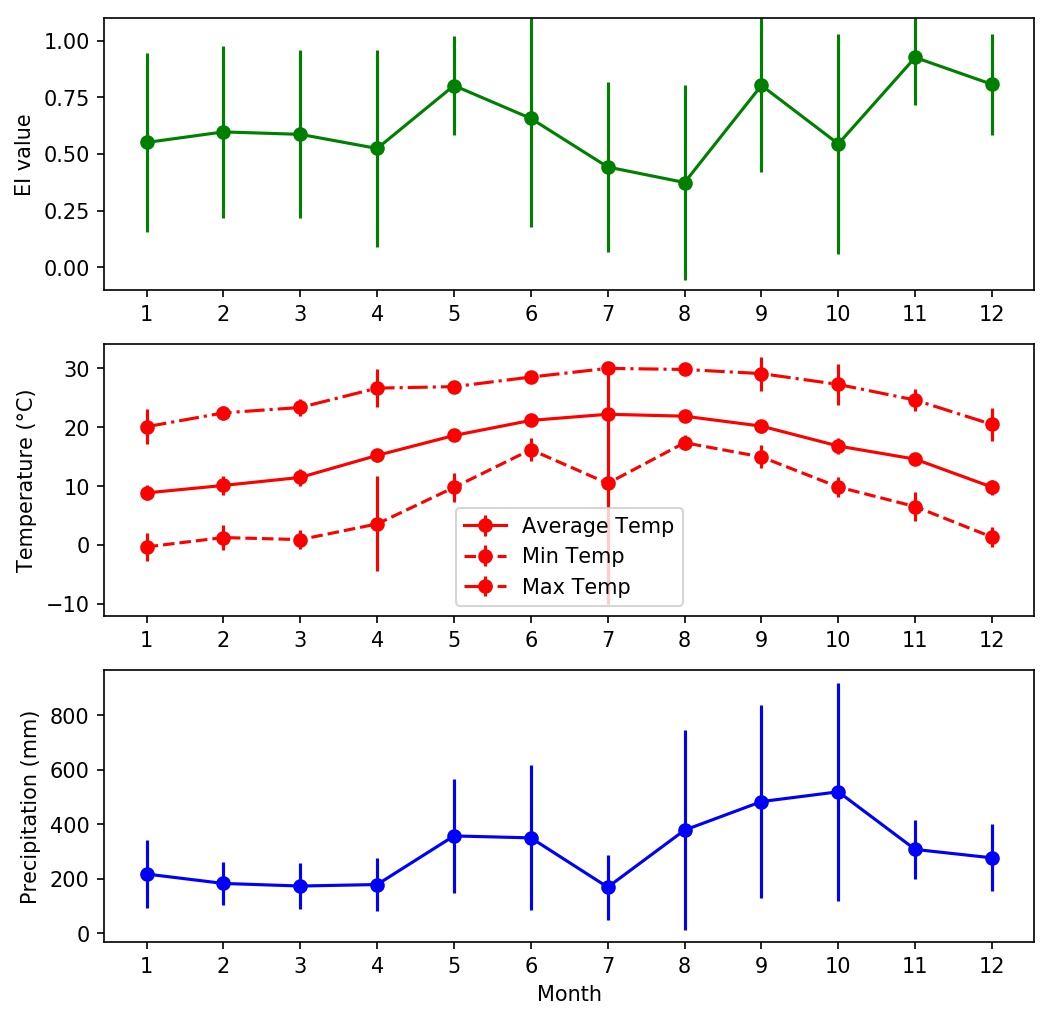 EI value
1.00
0.75
0.50
0.25
0.00
1 2 3 4 5 6 7 8 9 10 11 12
Temperature (°C)
30
20
10
0
−10
Average Temp
Min Temp
Max Temp
1 2 3 4 5 6 7 8 9 10 11 12
Precipitation (mm)
800
600
400
200
0
1 2 3 4 5 6 7 8 9 10 11 12
Month